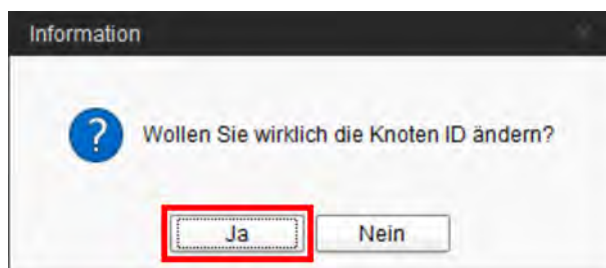 Information
Wollen Sie wirklich die Knoten ID ändern?
Ja
Nein